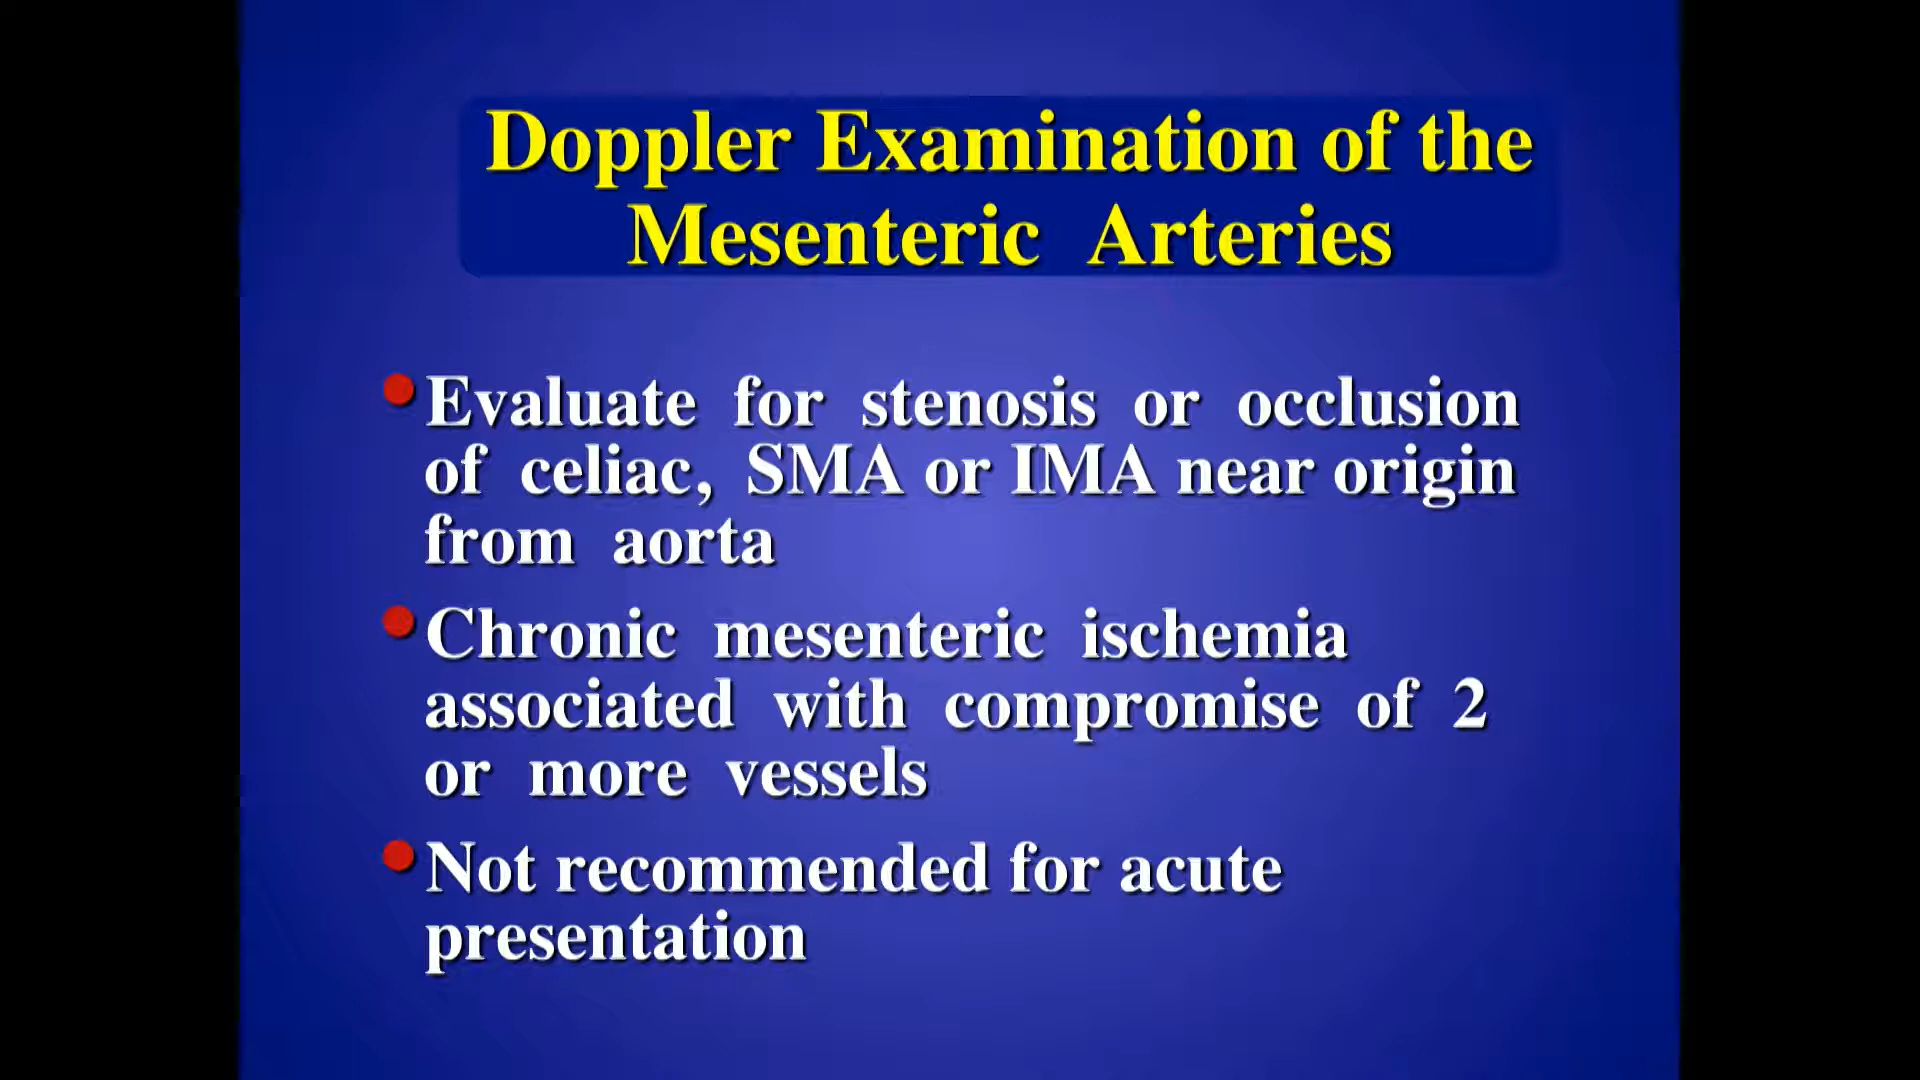 Doppler Examination of the
Mesenteric Arteries
•Evaluate for stenosis or occlusion
of celiac, SMA or IMA near origin
from aorta
•Chronic mesenteric ischemia
associated with compromise of 2
or more vessels
•Not recommended for acute
presentation